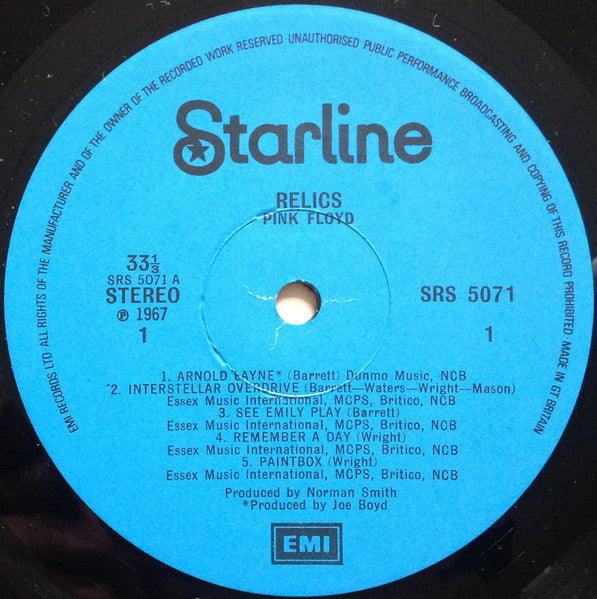 EMI RECORDS LTD ALL RIGHTS OF THE MANUFACTURER AND OF THE OWNER OF THE RECORDED WORK RESERVED UNAUTHORISED PUBLIC PERFORMANCE BROADCASTING AND COPYING OF THIS RECORD PROHIBITED MADE IN GT BRITAIN
Starline
RELICS
PINK FLOYD
33⅓
SRS 5071 A
STEREO
SRS 5071
℗ 1967
1
1
1. ARNOLD LAYNE* (Barrett) Dunmo Music, NCB
2. INTERSTELLAR OVERDRIVE (Barrett—Waters—Wright—Mason)
Essex Music International, MCPS, Britico, NCB
3. SEE EMILY PLAY (Barrett)
Essex Music International, MCPS, Britico, NCB
4. REMEMBER A DAY (Wright)
Essex Music International, MCPS, Britico, NCB
5. PAINTBOX (Wright)
Essex Music International, MCPS, Britico, NCB
Produced by Norman Smith
*Produced by Joe Boyd
EMI